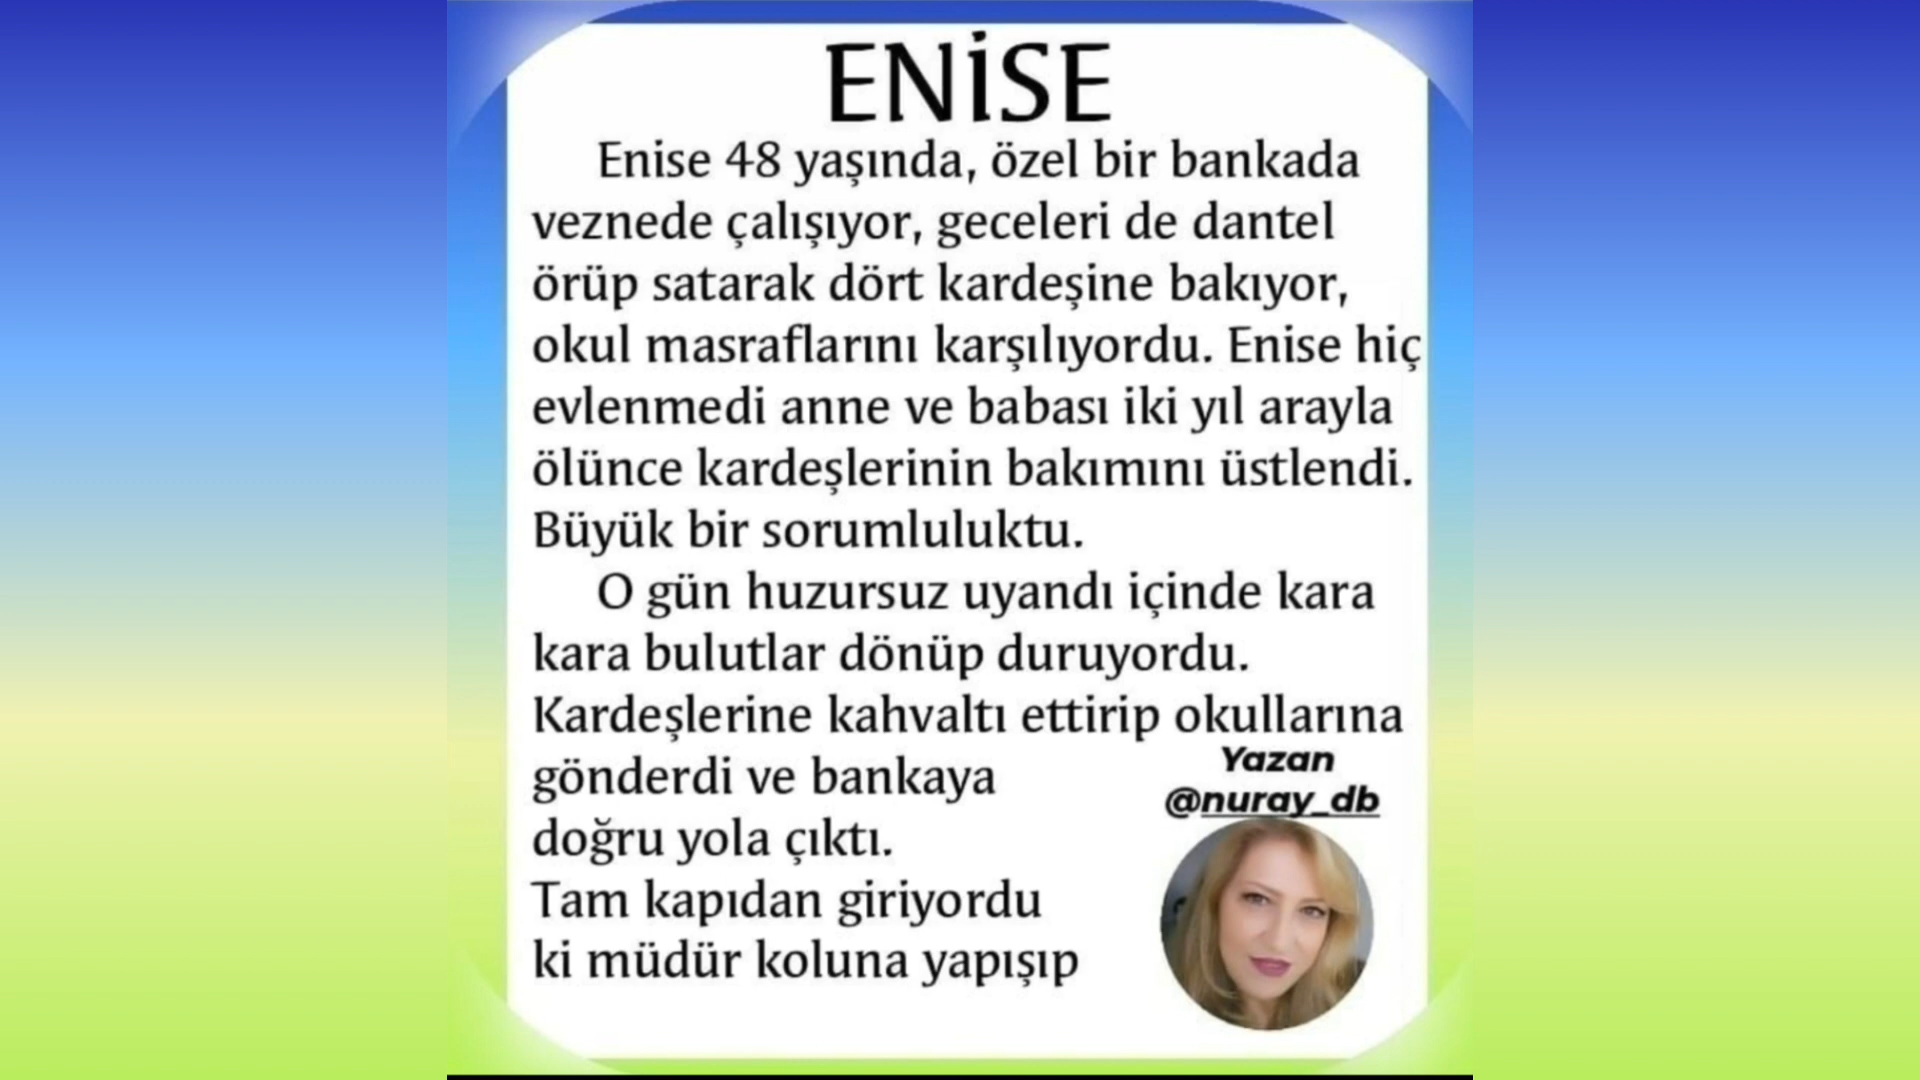 ENİSE
Enise 48 yaşında, özel bir bankada
veznede çalışıyor, geceleri de dantel
örüp satarak dört kardeşine bakıyor,
okul masraflarını karşılıyordu. Enise hiç
evlenmedi anne ve babası iki yıl arayla
ölünce kardeşlerinin bakımını üstlendi.
Büyük bir sorumluluktu.
O gün huzursuz uyandı içinde kara
kara bulutlar dönüp duruyordu.
Kardeşlerine kahvaltı ettirip okullarına
gönderdi ve bankaya
doğru yola çıktı.
Tam kapıdan giriyordu
ki müdür koluna yapışıp
Yazan
@nuray_db